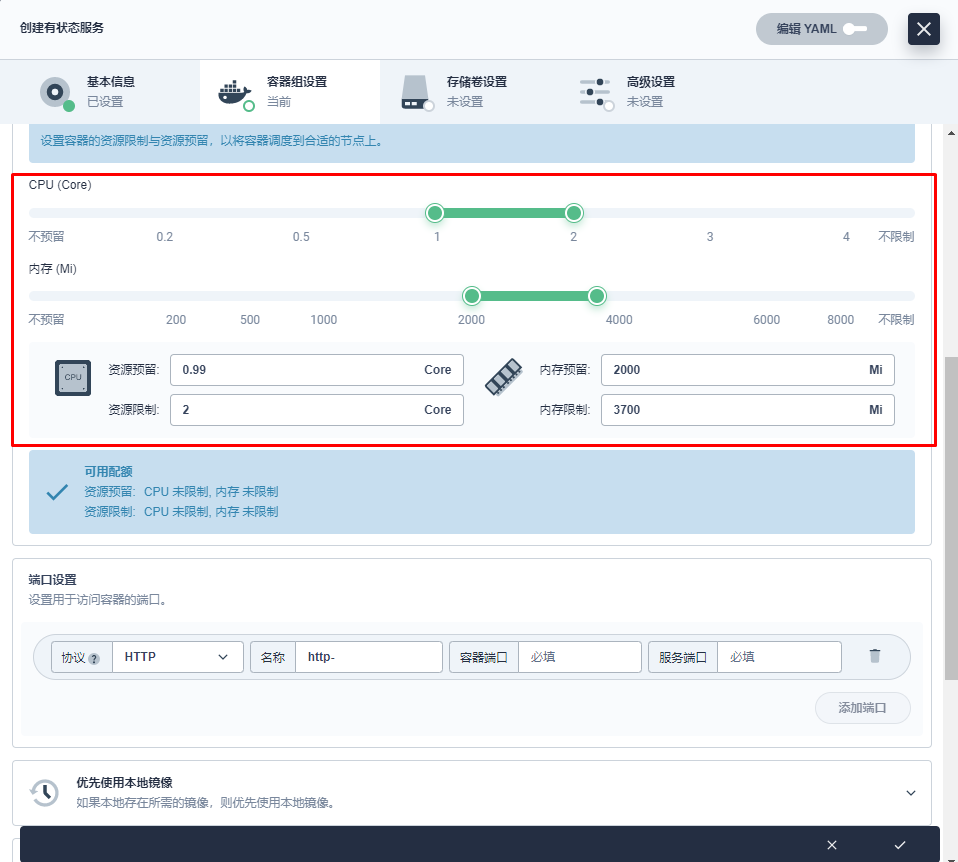 创建有状态服务
编辑 YAML
基本信息
已设置
容器组设置
当前
存储卷设置
未设置
高级设置
未设置
设置容器的资源限制与资源预留，以将容器调度到合适的节点上。
CPU (Core)
不预留 0.2 0.5 1 2 3 4 不限制
内存 (Mi)
不预留 200 500 1000 2000 4000 6000 8000 不限制
CPU
资源预留: 0.99 Core
内存预留: 2000 Mi
资源限制: 2 Core
内存限制: 3700 Mi
可用配额
资源预留: CPU 未限制, 内存 未限制
资源限制: CPU 未限制, 内存 未限制
端口设置
设置用于访问容器的端口。
协议 ? HTTP 名称 http- 容器端口 必填 服务端口 必填
添加端口
优先使用本地镜像
如果本地存在所需的镜像，则优先使用本地镜像。